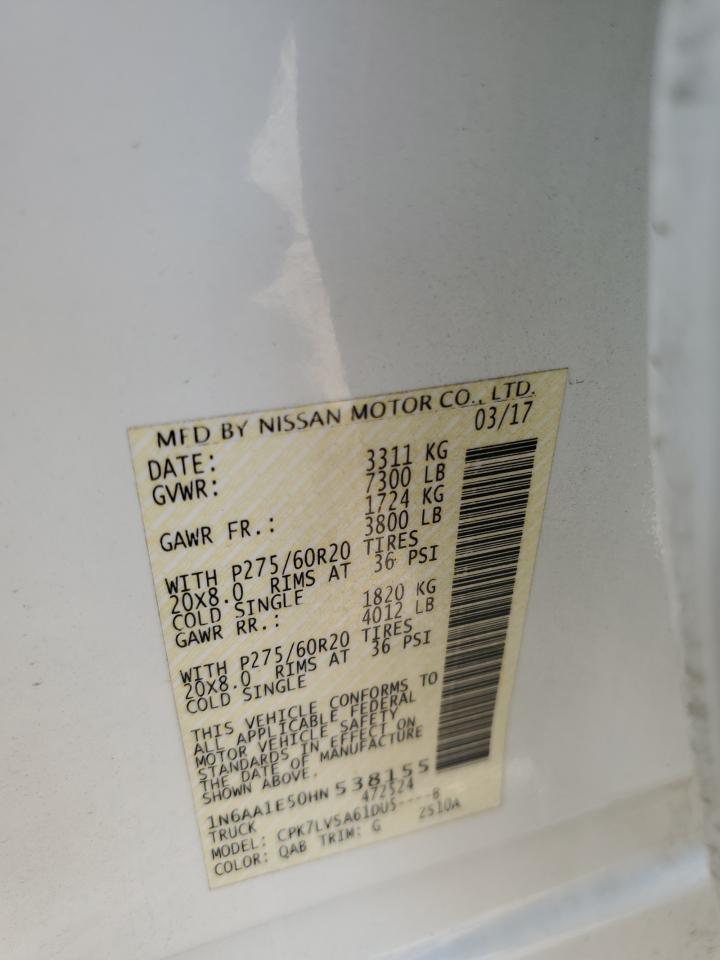 MFD BY NISSAN MOTOR CO., LTD.
DATE: 03/17
GVWR: 3311 KG
7300 LB
GAWR FR.: 1724 KG
3800 LB
WITH P275/60R20 TIRES
20X8.0 RIMS AT 36 PSI
COLD SINGLE
GAWR RR.: 1820 KG
4012 LB
WITH P275/60R20 TIRES
20X8.0 RIMS AT 36 PSI
COLD SINGLE
THIS VEHICLE CONFORMS TO
ALL APPLICABLE FEDERAL
MOTOR VEHICLE SAFETY
STANDARDS IN EFFECT ON
THE DATE OF MANUFACTURE
SHOWN ABOVE.
1N6AA1E50HN538155
TRUCK 472524
MODEL: CPK7LVSA61DU5----B
COLOR: QAB TRIM: G 2510A